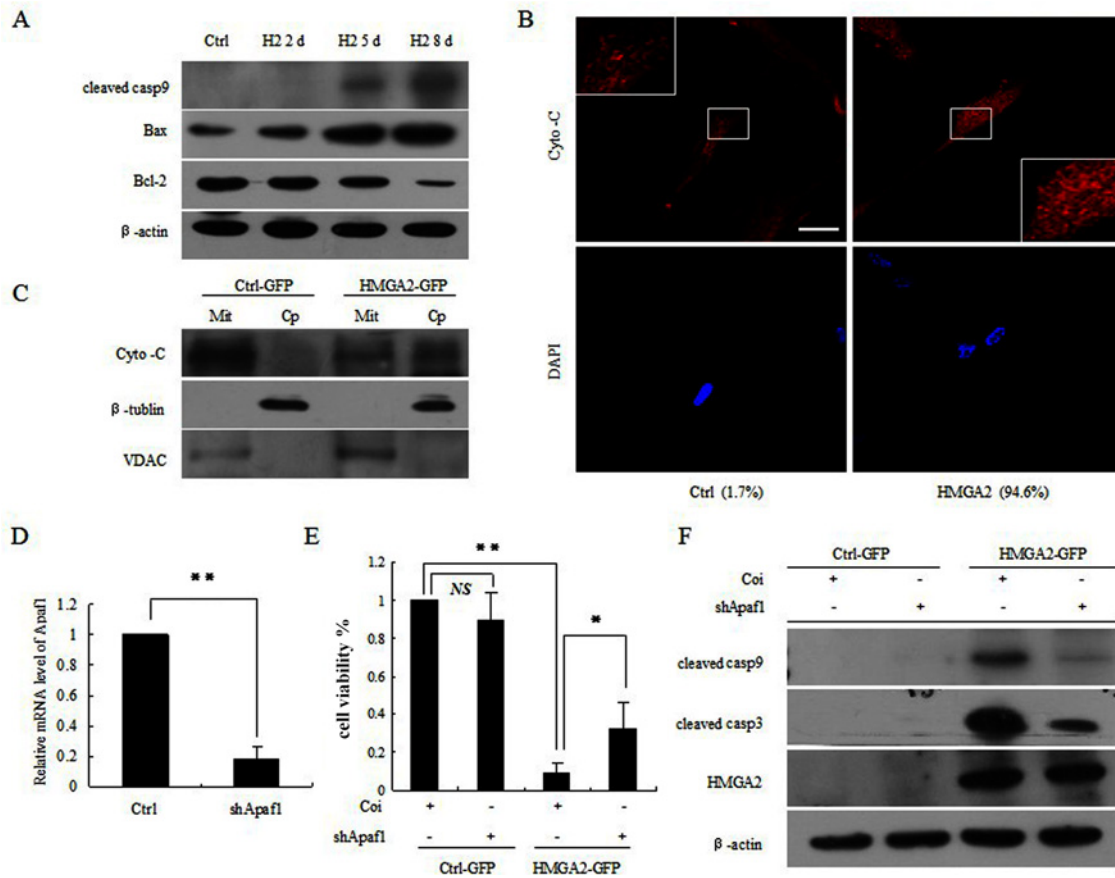 A
Ctrl H2 2 d H2 5 d H2 8 d
cleaved casp9
Bax
Bcl-2
β-actin
B
Cyto -C
DAPI
Ctrl (1.7%) HMGA2 (94.6%)
C
Ctrl-GFP HMGA2-GFP
Mit Cp Mit Cp
Cyto -C
β-tublin
VDAC
D
Relative mRNA level of Apaf1
**
1.2
1
0.8
0.6
0.4
0.2
0
Ctrl shApaf1
E
cell viability %
**
NS
*
1.2
1
0.8
0.6
0.4
0.2
0
Coi + - + -
shApaf1 - + - +
Ctrl-GFP HMGA2-GFP
F
Ctrl-GFP HMGA2-GFP
Coi + - + -
shApaf1 - + - +
cleaved casp9
cleaved casp3
HMGA2
β-actin